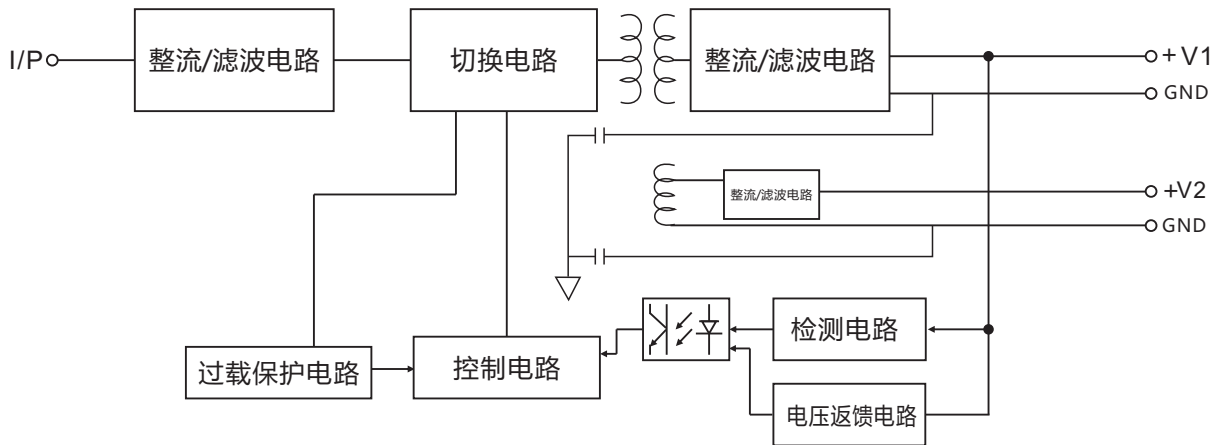 I/P
整流/滤波电路
切换电路
整流/滤波电路
+V1
GND
整流/滤波电路
+V2
GND
检测电路
过载保护电路
控制电路
电压返馈电路